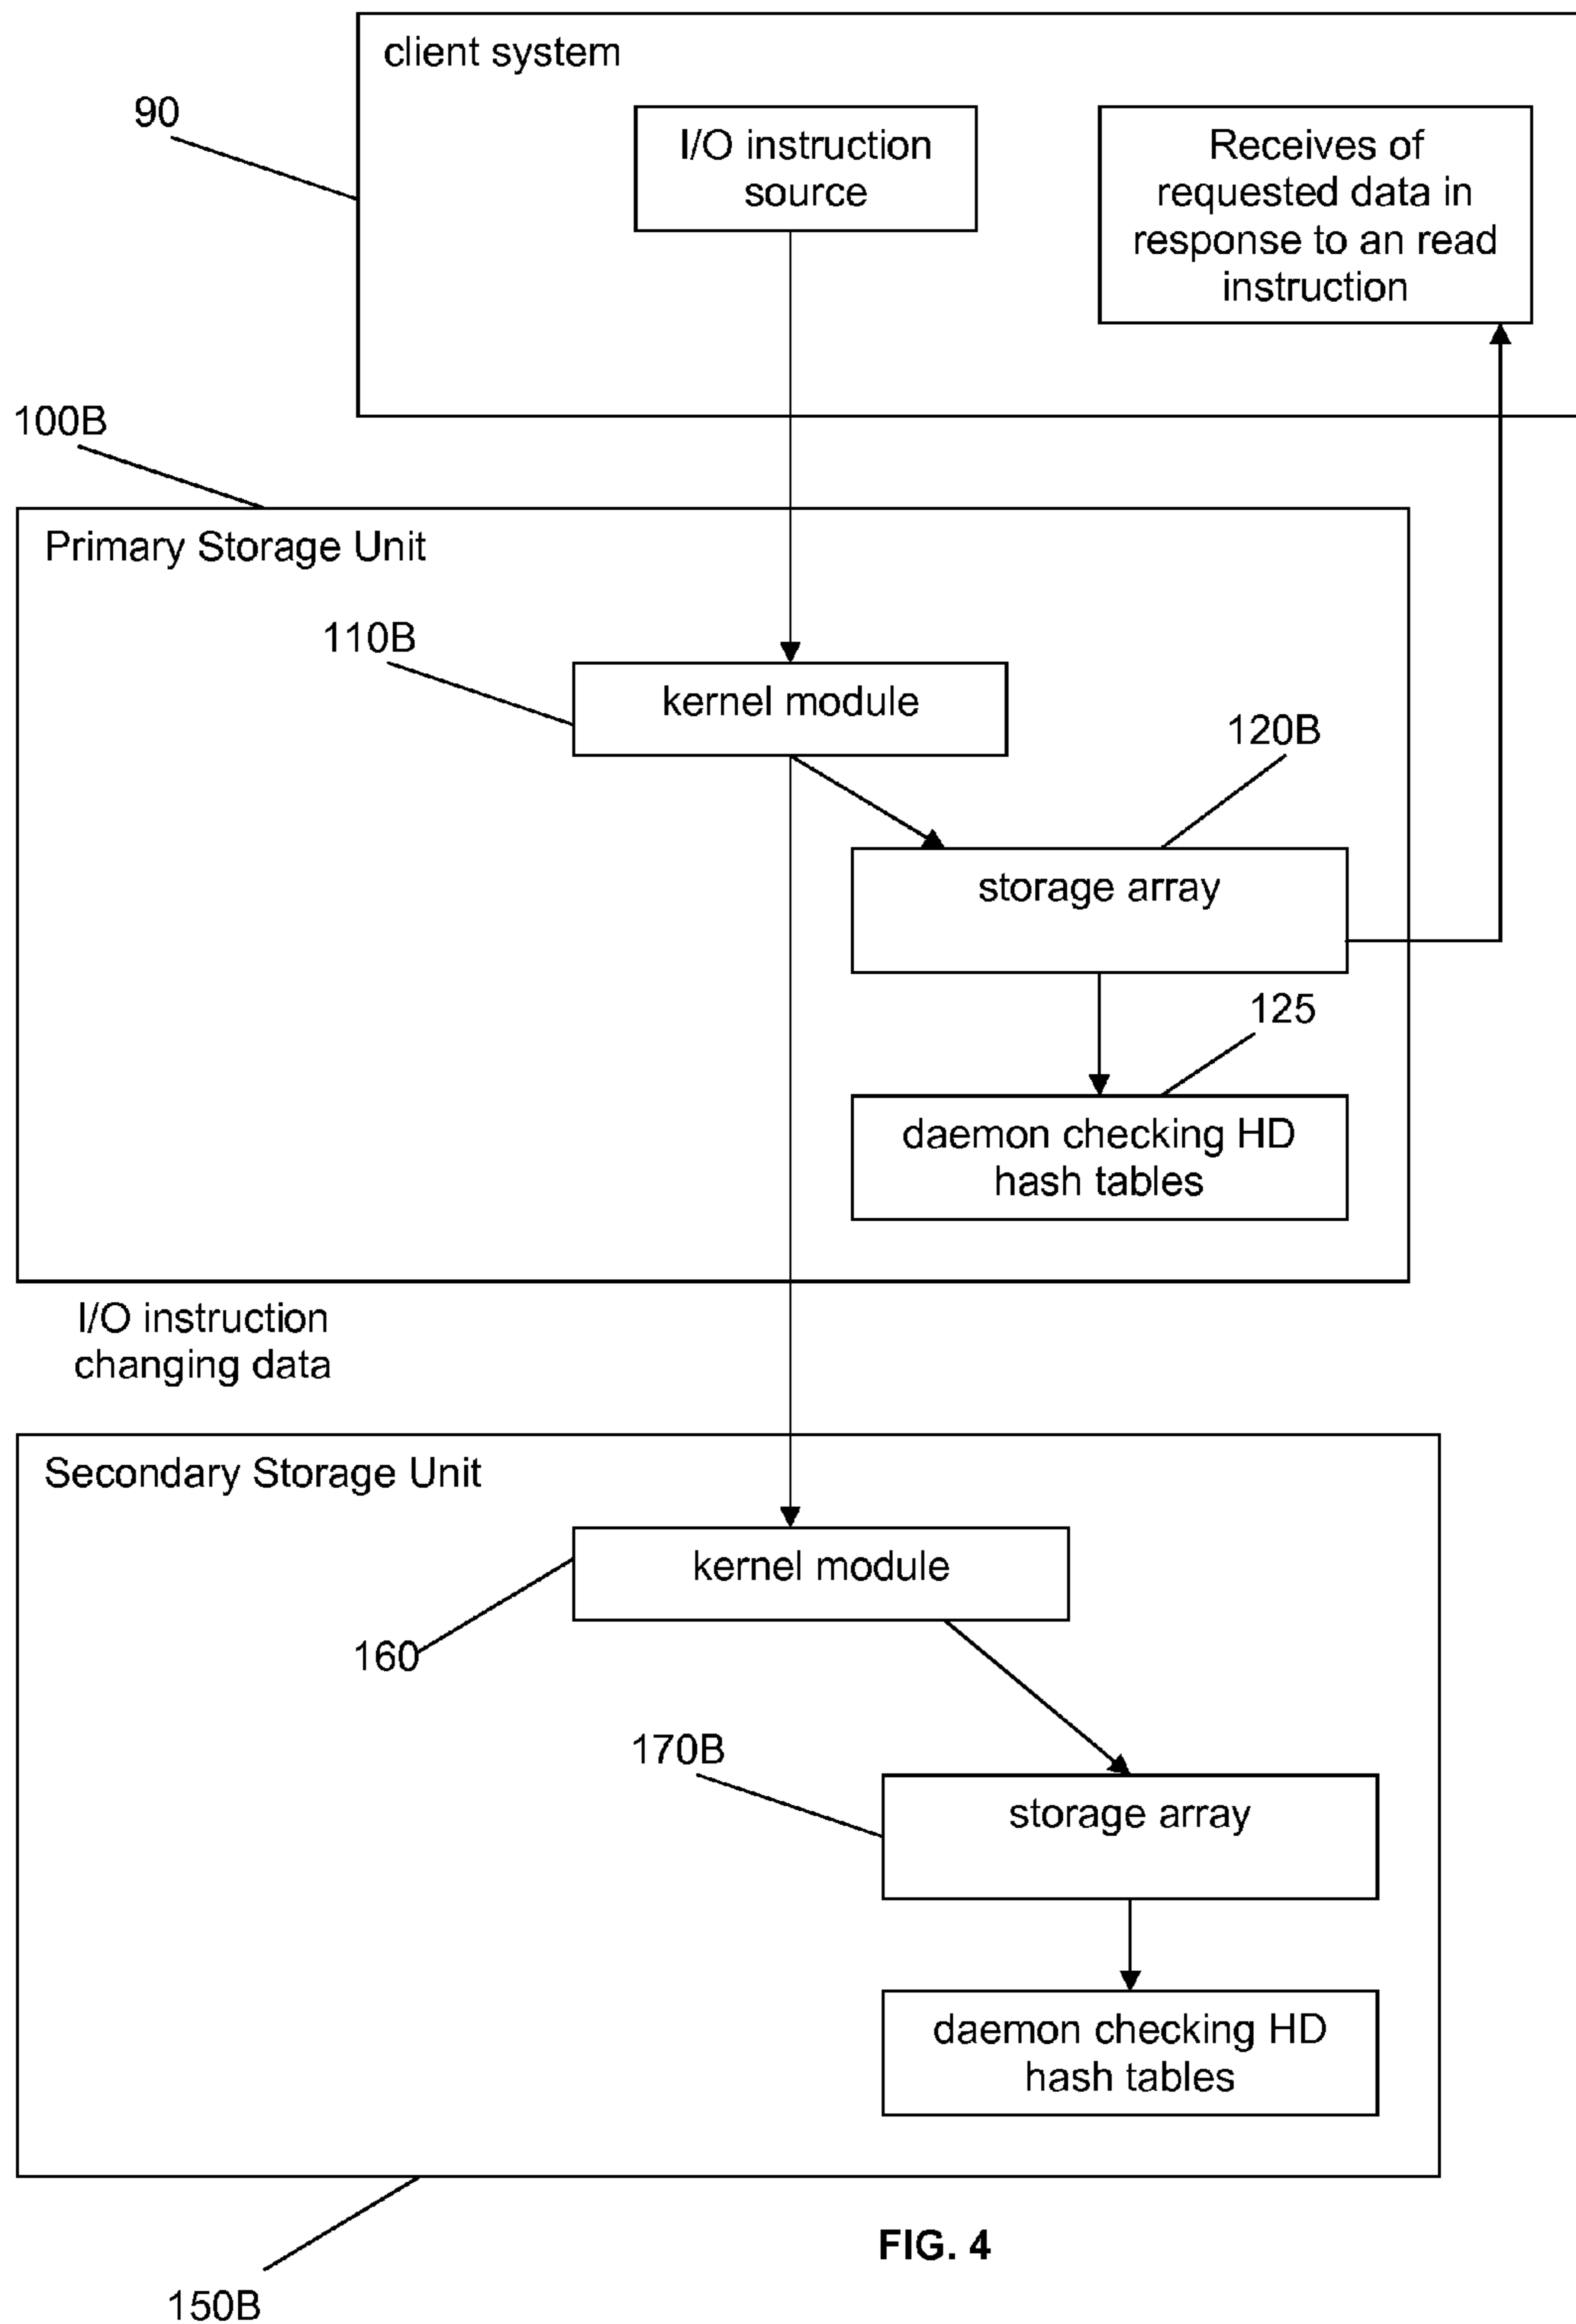 client system
90
I/O instruction
source
Receives of
requested data in
response to an read
instruction
100B
Primary Storage Unit
110B
kernel module
120B
storage array
125
daemon checking HD
hash tables
I/O instruction
changing data
Secondary Storage Unit
kernel module
160
170B
storage array
daemon checking HD
hash tables
FIG. 4
150B